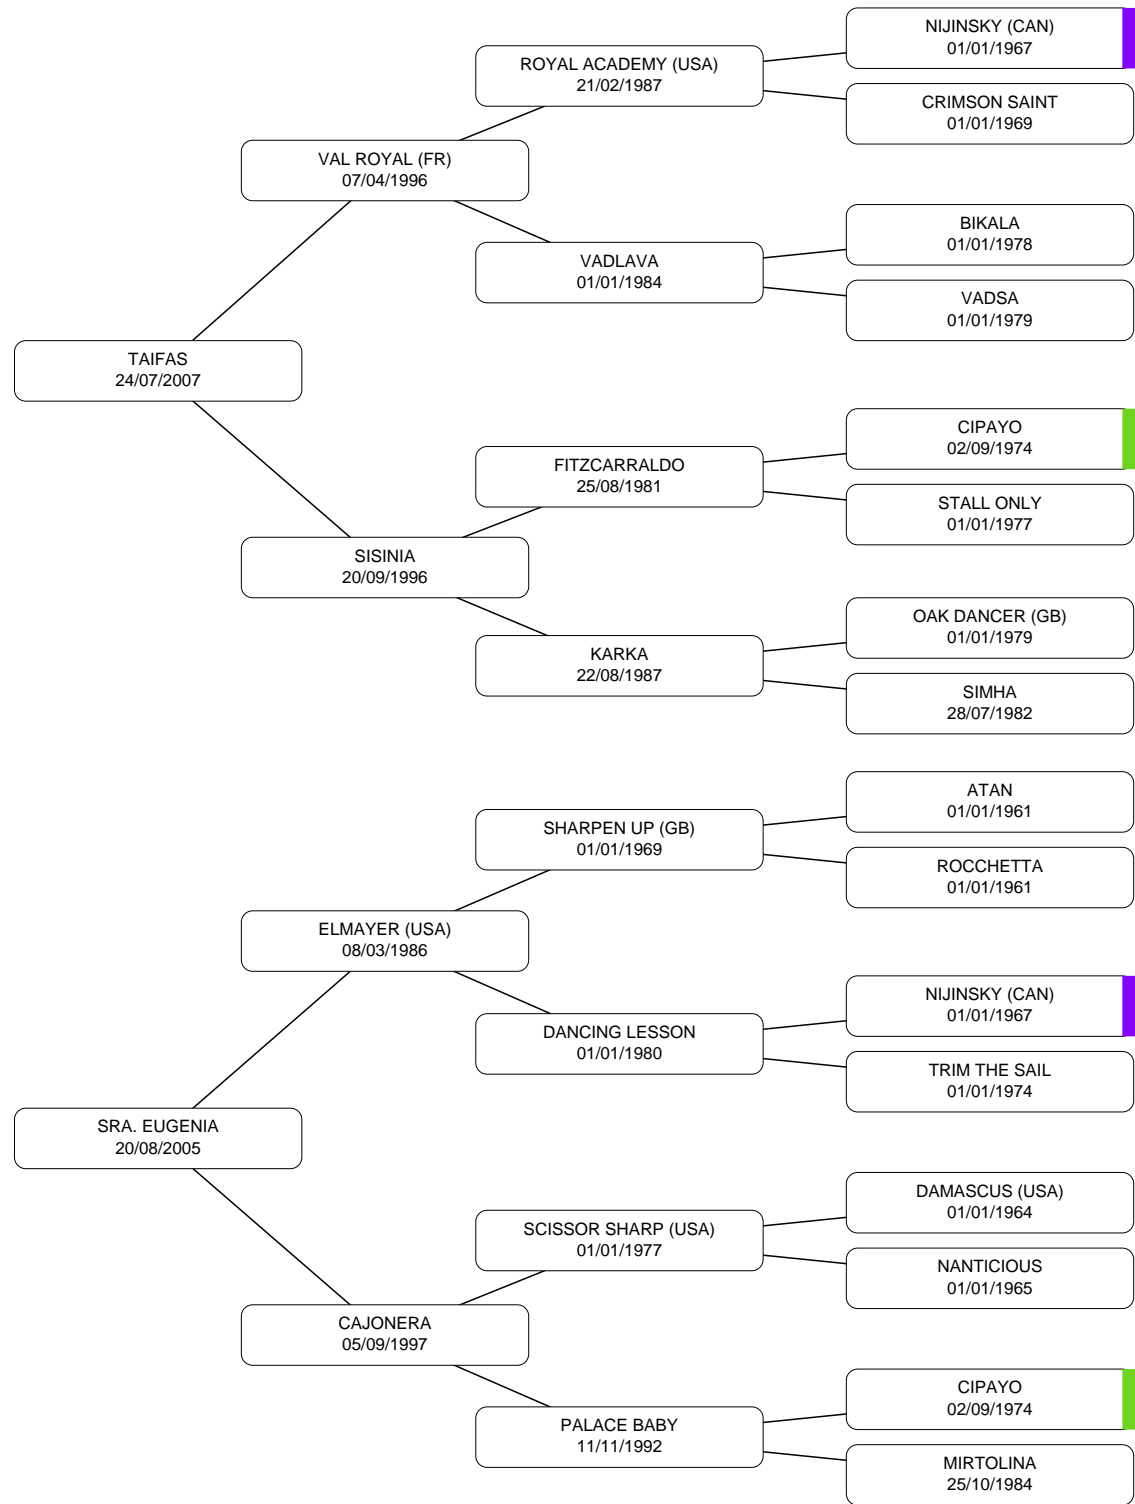 NIJINSKY (CAN)
01/01/1967
ROYAL ACADEMY (USA)
21/02/1987
CRIMSON SAINT
01/01/1969
VAL ROYAL (FR)
07/04/1996
BIKALA
01/01/1978
VADLAVA
01/01/1984
VADSA
01/01/1979
TAIFAS
24/07/2007
CIPAYO
02/09/1974
FITZCARRALDO
25/08/1981
STALL ONLY
01/01/1977
SISINIA
20/09/1996
OAK DANCER (GB)
01/01/1979
KARKA
22/08/1987
SIMHA
28/07/1982
ATAN
01/01/1961
SHARPEN UP (GB)
01/01/1969
ROCCHETTA
01/01/1961
ELMAYER (USA)
08/03/1986
NIJINSKY (CAN)
01/01/1967
DANCING LESSON
01/01/1980
TRIM THE SAIL
01/01/1974
SRA. EUGENIA
20/08/2005
DAMASCUS (USA)
01/01/1964
SCISSOR SHARP (USA)
01/01/1977
NANTICIOUS
01/01/1965
CAJONERA
05/09/1997
CIPAYO
02/09/1974
PALACE BABY
11/11/1992
MIRTOLINA
25/10/1984